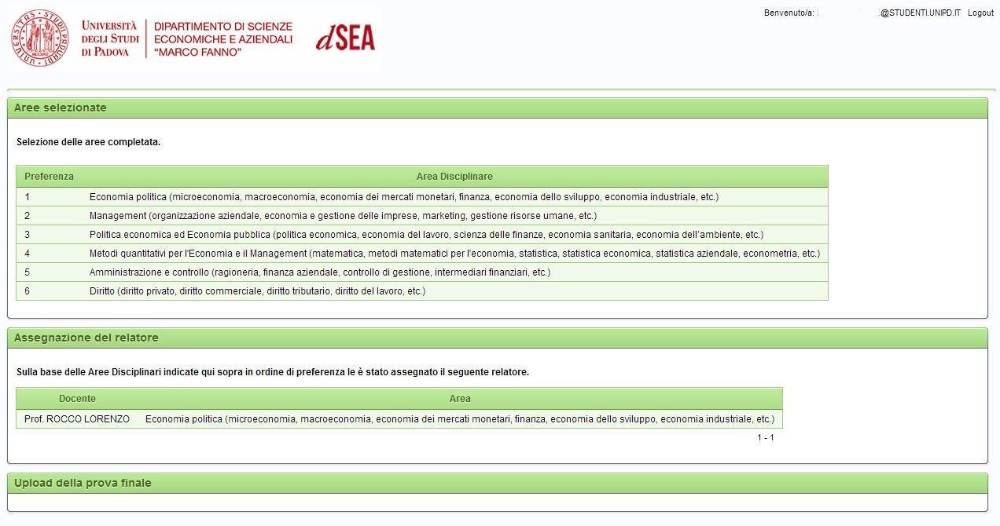 Benvenuto/a: @STUDENTI.UNIPD.IT Logout
UNIVERSITÀ
DEGLI STUDI
DI PADOVA
DIPARTIMENTO DI SCIENZE
ECONOMICHE E AZIENDALI
“MARCO FANNO”
dSEA
Aree selezionate
Selezione delle aree completata.
Preferenza Area Disciplinare
1 Economia politica (microeconomia, macroeconomia, economia dei mercati monetari, finanza, economia dello sviluppo, economia industriale, etc.)
2 Management (organizzazione aziendale, economia e gestione delle imprese, marketing, gestione risorse umane, etc.)
3 Politica economica ed Economia pubblica (politica economica, economia del lavoro, scienza delle finanze, economia sanitaria, economia dell'ambiente, etc.)
4 Metodi quantitativi per l'Economia e il Management (matematica, metodi matematici per l'economia, statistica, statistica economica, statistica aziendale, econometria, etc.)
5 Amministrazione e controllo (ragioneria, finanza aziendale, controllo di gestione, intermediari finanziari, etc.)
6 Diritto (diritto privato, diritto commerciale, diritto tributario, diritto del lavoro, etc.)
Assegnazione del relatore
Sulla base delle Aree Disciplinari indicate qui sopra in ordine di preferenza le è stato assegnato il seguente relatore.
Docente Area
Prof. ROCCO LORENZO Economia politica (microeconomia, macroeconomia, economia dei mercati monetari, finanza, economia dello sviluppo, economia industriale, etc.)
1 - 1
Upload della prova finale